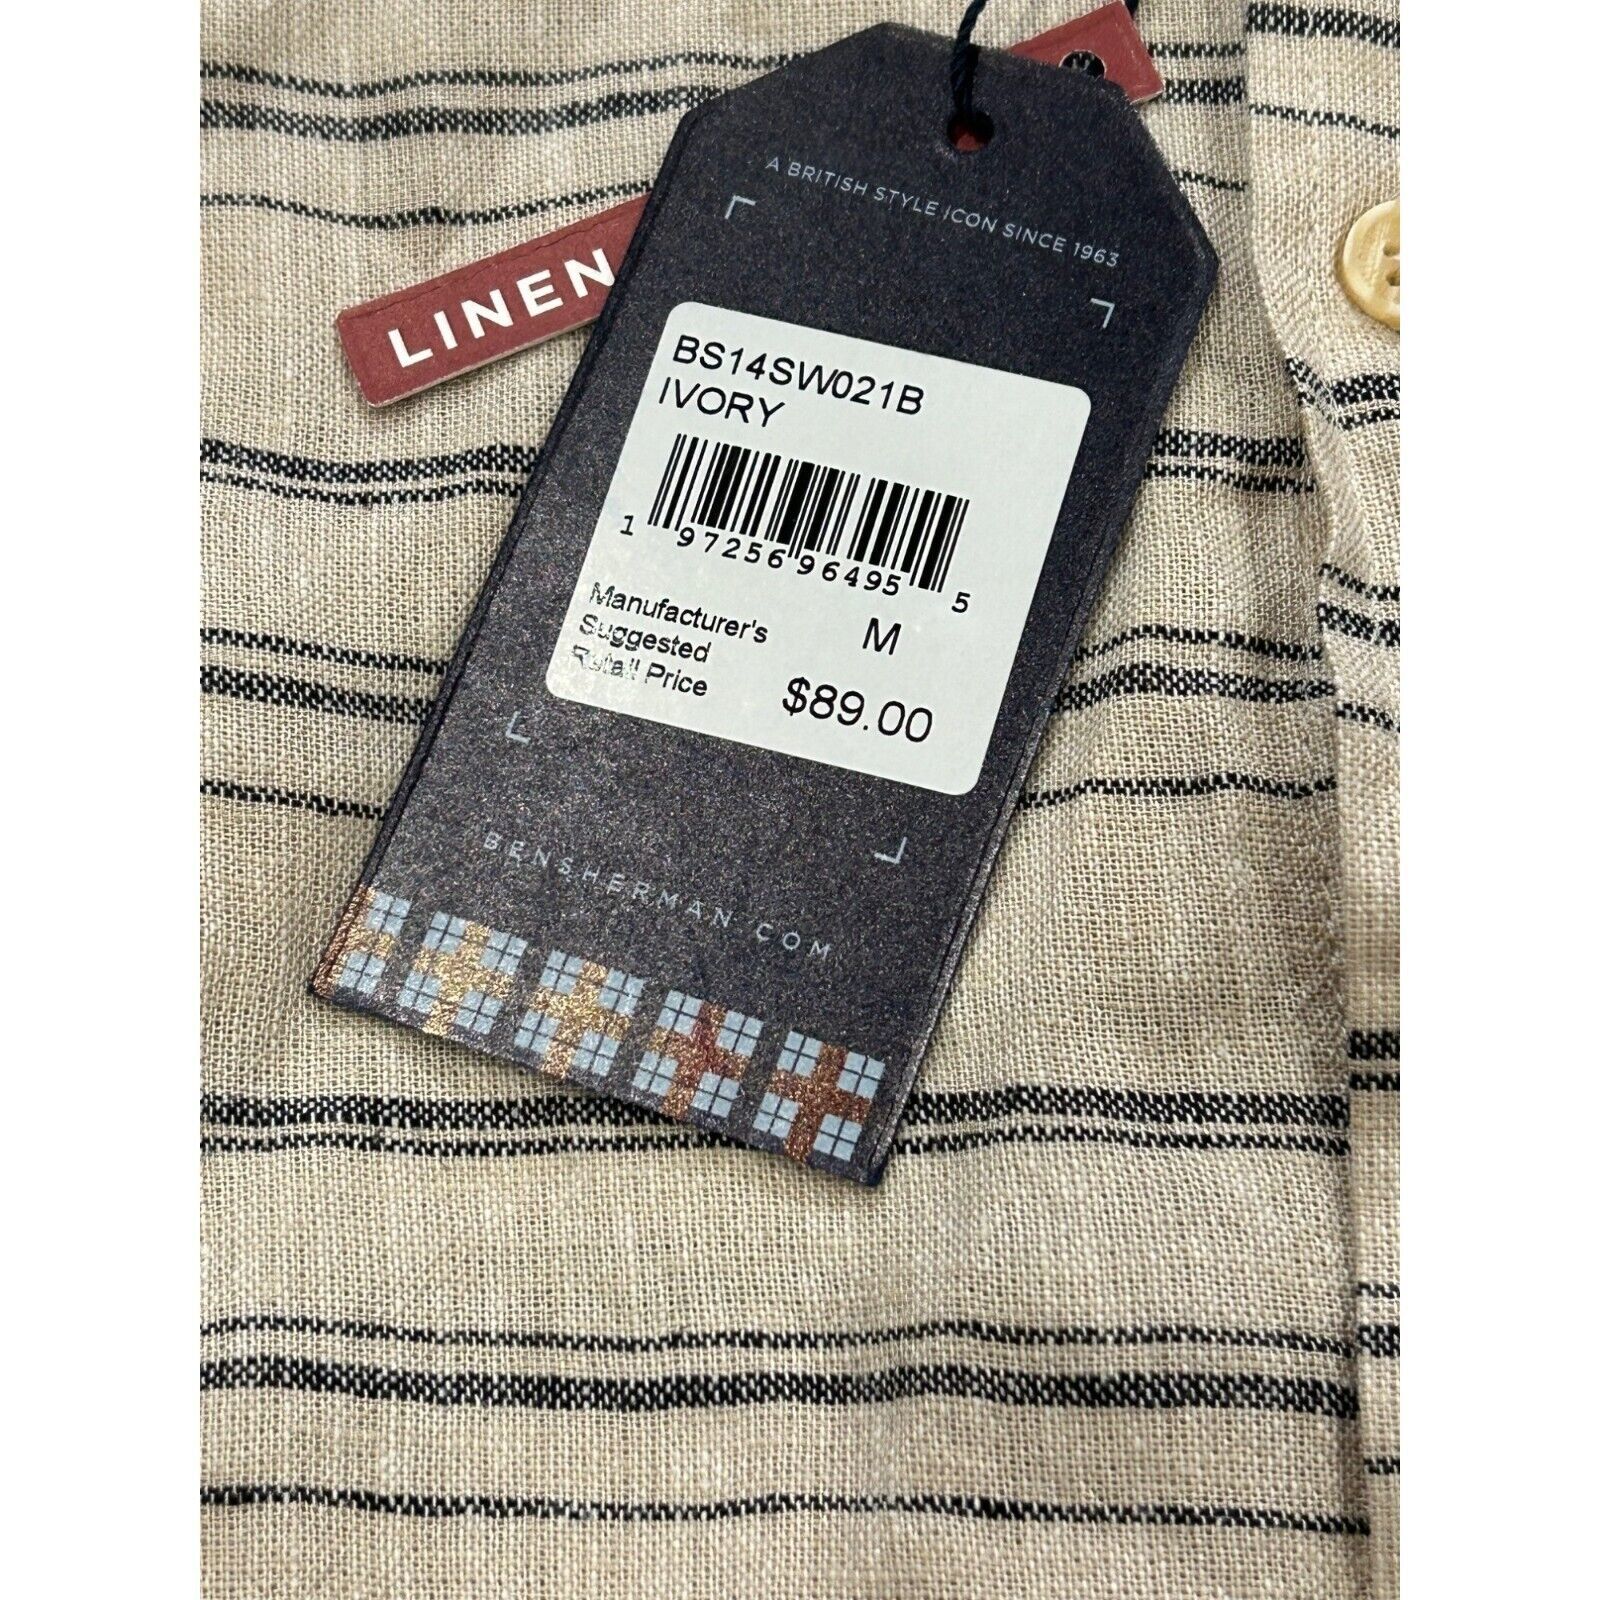 A BRITISH STYLE ICON SINCE 1963
LINEN
BS14SW021B
IVORY
1 97256 96495 5
Manufacturer's
Suggested
Retail Price
M
$89.00
BENSHERMAN.COM